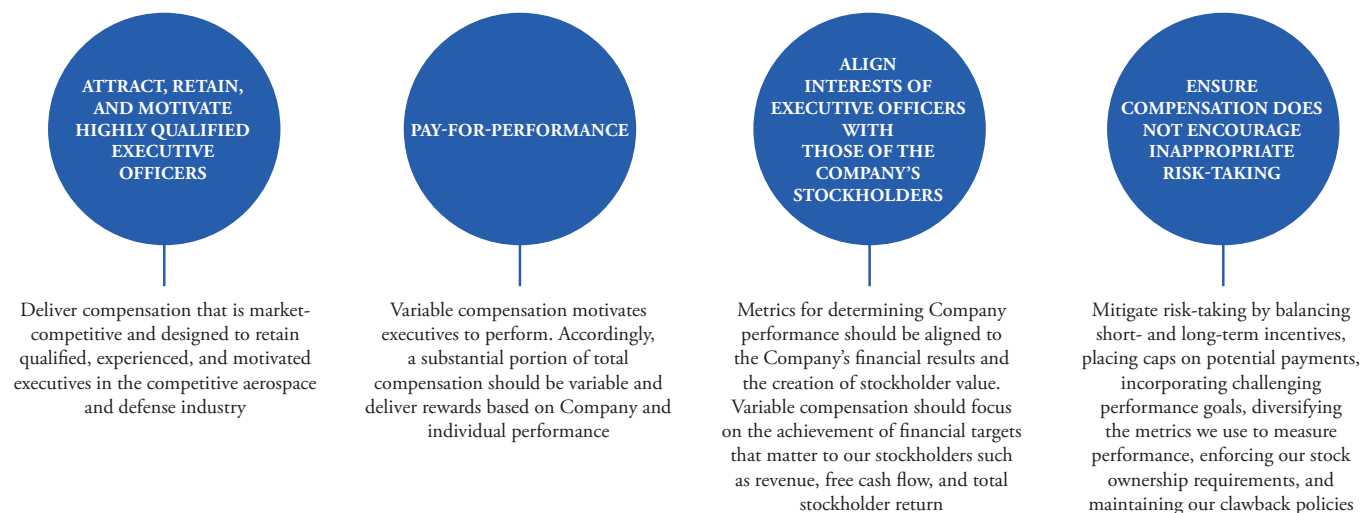 ATTRACT, RETAIN,
AND MOTIVATE
HIGHLY QUALIFIED
EXECUTIVE
OFFICERS
Deliver compensation that is market-
competitive and designed to retain
qualified, experienced, and motivated
executives in the competitive aerospace
and defense industry
PAY-FOR-PERFORMANCE
Variable compensation motivates
executives to perform. Accordingly,
a substantial portion of total
compensation should be variable and
deliver rewards based on Company and
individual performance
ALIGN
INTERESTS OF
EXECUTIVE OFFICERS
WITH
THOSE OF THE
COMPANY’S
STOCKHOLDERS
Metrics for determining Company
performance should be aligned to
the Company’s financial results and
the creation of stockholder value.
Variable compensation should focus
on the achievement of financial targets
that matter to our stockholders such
as revenue, free cash flow, and total
stockholder return
ENSURE
COMPENSATION DOES
NOT ENCOURAGE
INAPPROPRIATE
RISK-TAKING
Mitigate risk-taking by balancing
short- and long-term incentives,
placing caps on potential payments,
incorporating challenging
performance goals, diversifying
the metrics we use to measure
performance, enforcing our stock
ownership requirements, and
maintaining our clawback policies